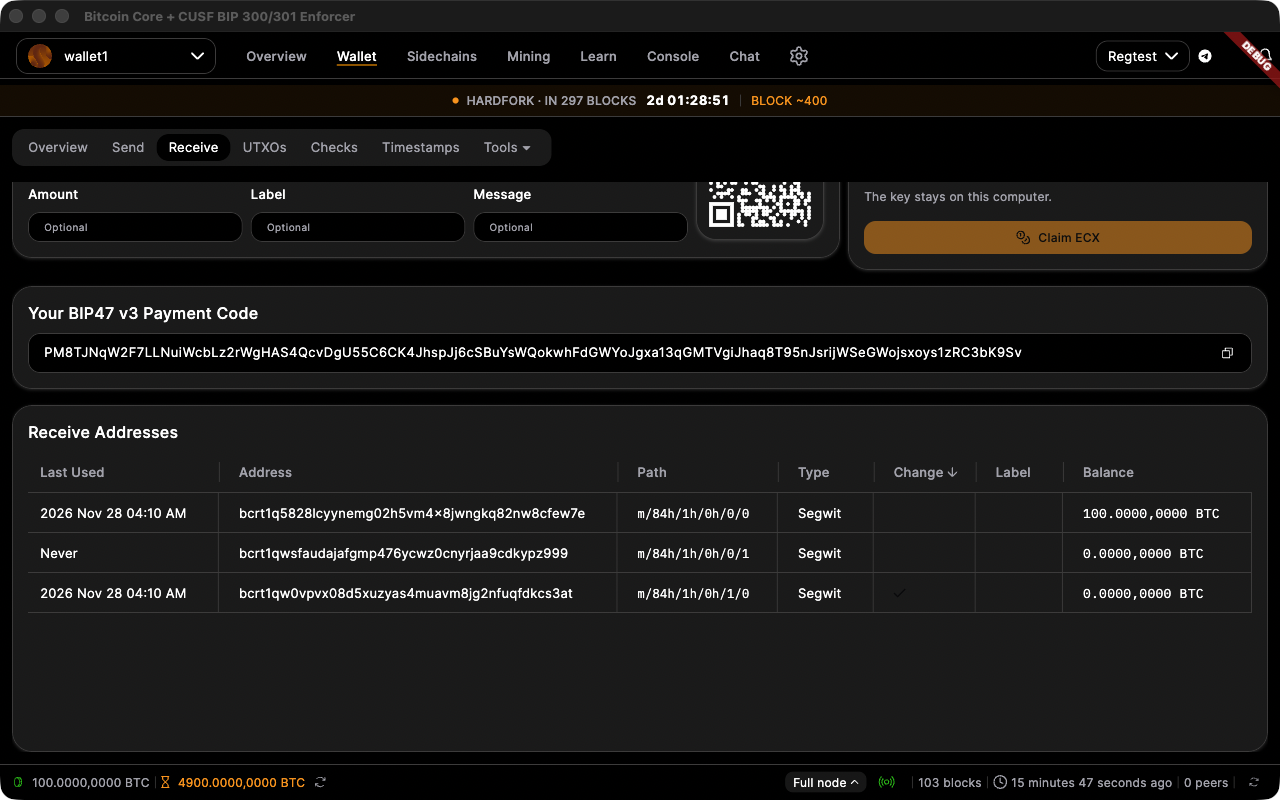 Bitcoin Core + CUSF BIP 300/301 Enforcer
wallet1 Overview Wallet Sidechains Mining Learn Console Chat Regtest DEBUG
HARDFORK · IN 297 BLOCKS 2d 01:28:51 BLOCK ~400
Overview Send Receive UTXOs Checks Timestamps Tools
Amount Label Message
Optional Optional Optional
The key stays on this computer.
Claim ECX
Your BIP47 v3 Payment Code
PM8TJNqW2F7LLNuiWcbLz2rWgHAS4QcvDgU55C6CK4JhspJj6cSBuYsWQokwhFdGWYoJgxa13qGMTVgiJhaq8T95nJsrijWSeGWojsxoys1zRC3bK9Sv
Receive Addresses
Last Used Address Path Type Change ↓ Label Balance
2026 Nov 28 04:10 AM bcrt1q5828lcyynemg02h5vm4×8jwngkq82nw8cfew7e m/84h/1h/0h/0/0 Segwit 100.0000,0000 BTC
Never bcrt1qwsfaudajafgmp476ycwz0cnyrjaa9cdkypz999 m/84h/1h/0h/0/1 Segwit 0.0000,0000 BTC
2026 Nov 28 04:10 AM bcrt1qw0vpvx08d5xuzyas4muavm8jg2nfuqfdkcs3at m/84h/1h/0h/1/0 Segwit ✓ 0.0000,0000 BTC
100.0000,0000 BTC 4900.0000,0000 BTC Full node 103 blocks 15 minutes 47 seconds ago 0 peers